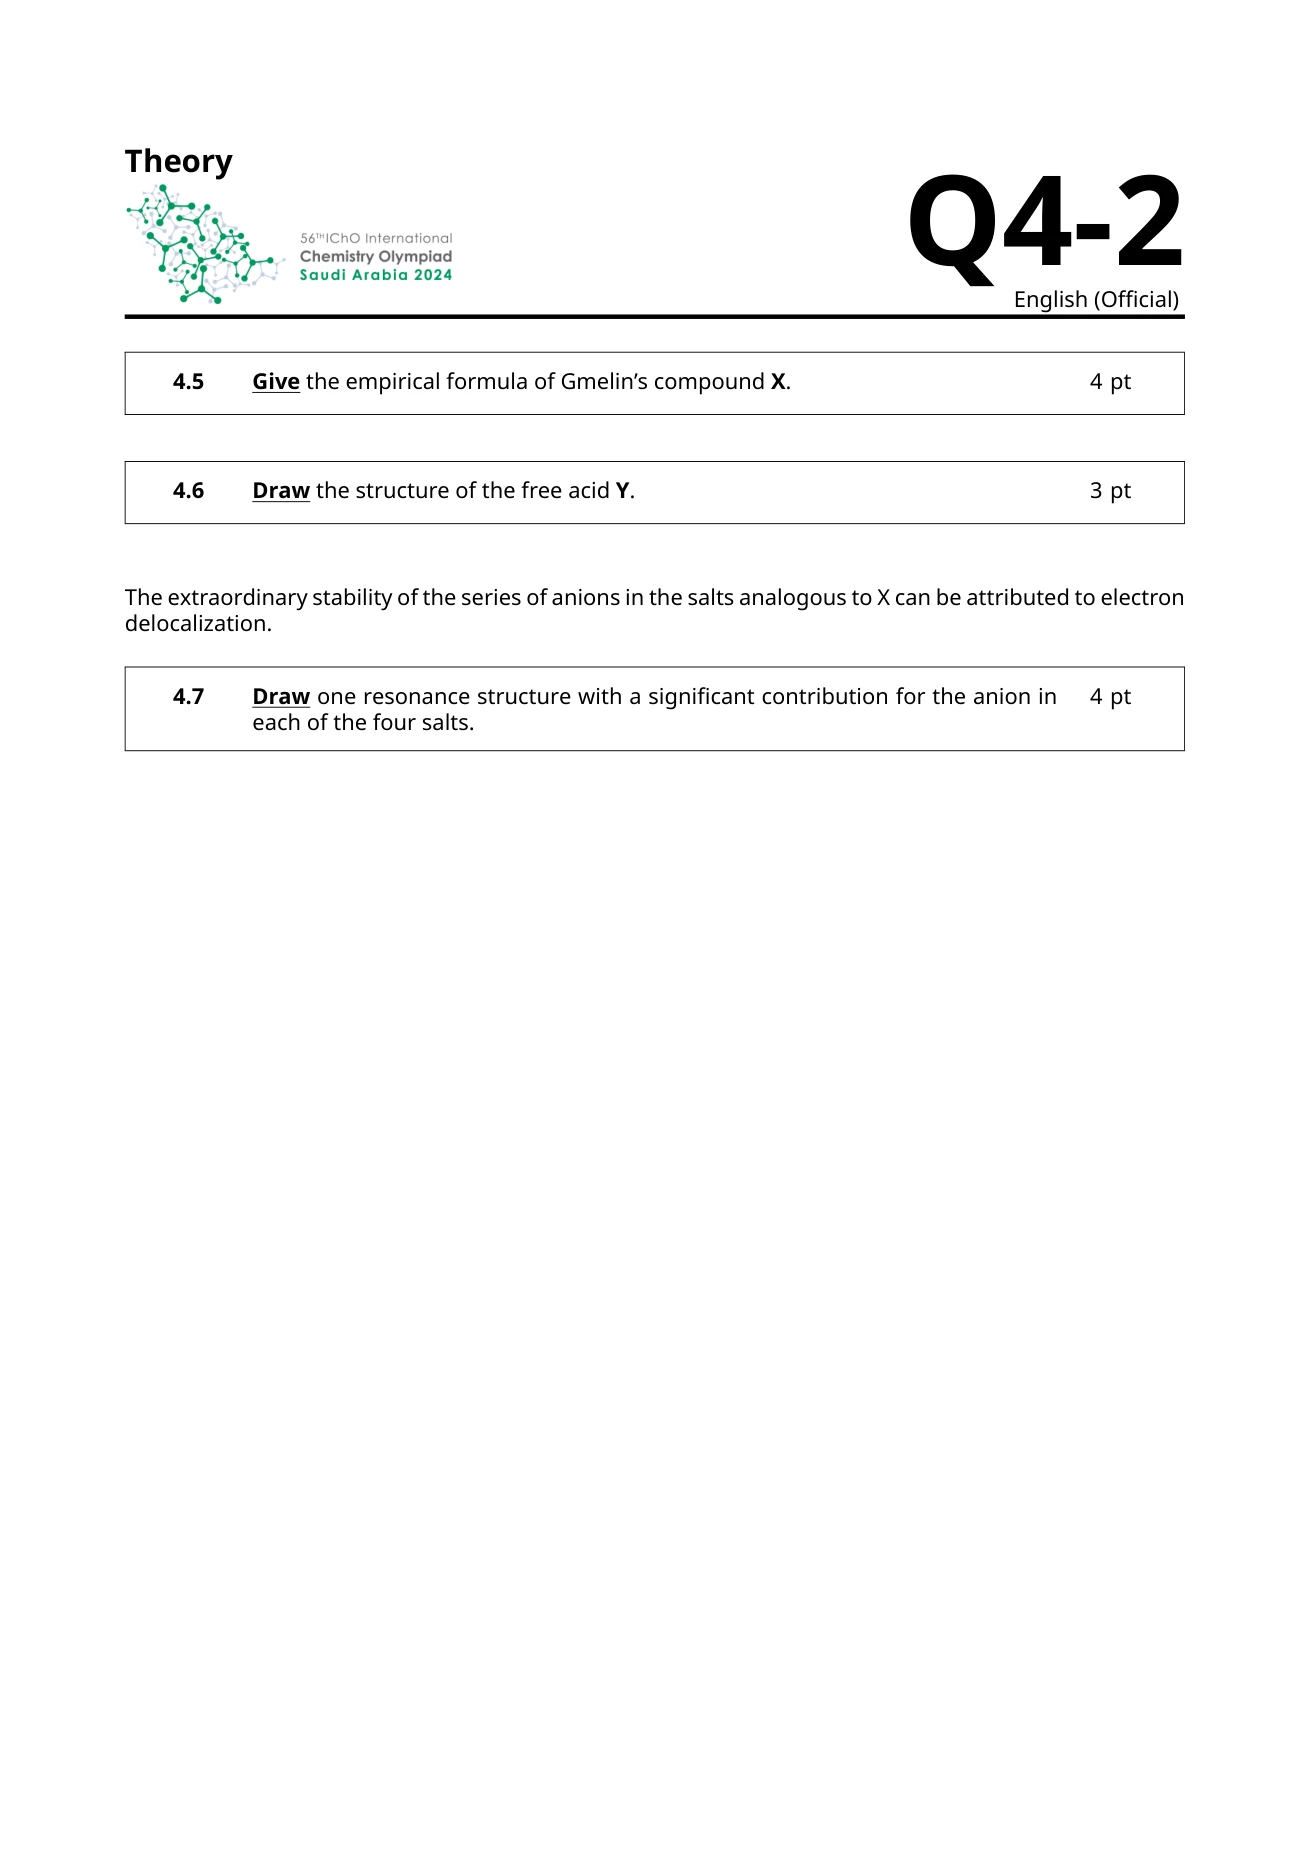 Theory
56ᵀᴴIChO International
Chemistry Olympiad
Saudi Arabia 2024
Q4-2
English (Official)
4.5 Give the empirical formula of Gmelin’s compound X. 4 pt
4.6 Draw the structure of the free acid Y. 3 pt
The extraordinary stability of the series of anions in the salts analogous to X can be attributed to electron
delocalization.
4.7 Draw one resonance structure with a significant contribution for the anion in 4 pt
each of the four salts.